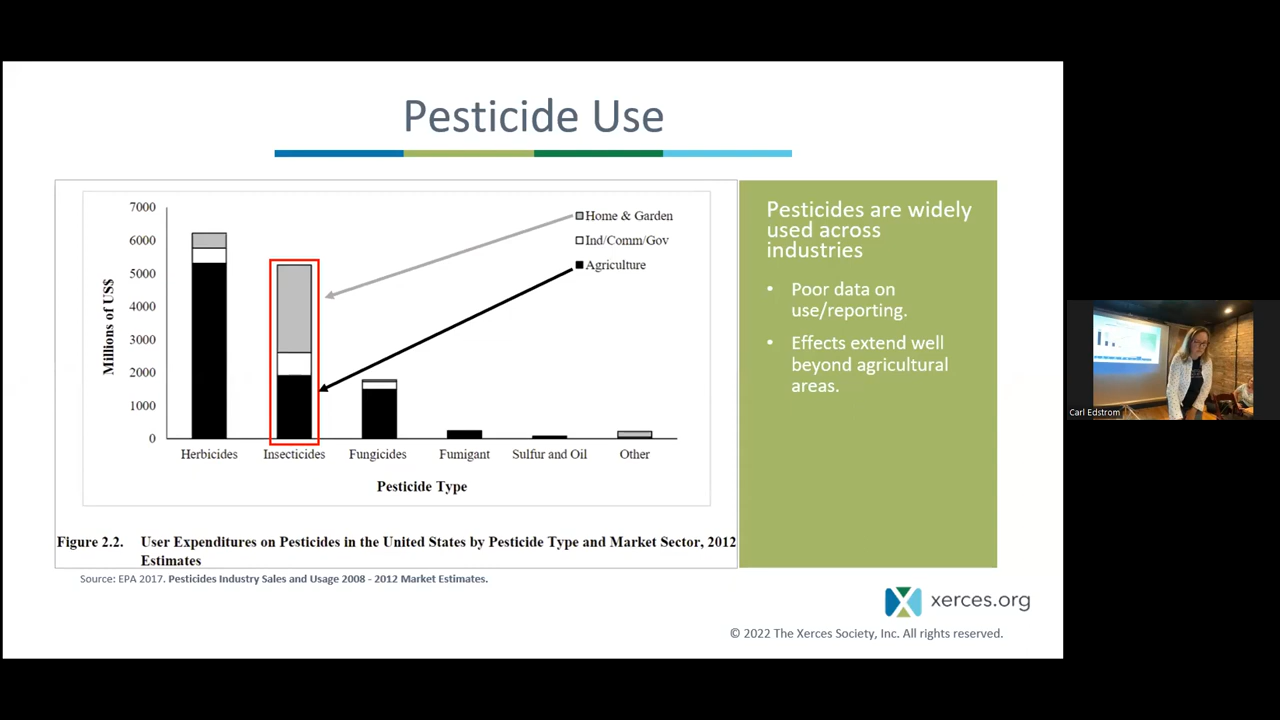 Pesticide Use
7000
6000
5000
4000
3000
2000
1000
0
Millions of US$
Home & Garden
Ind/Comm/Gov
Agriculture
Herbicides
Insecticides
Fungicides
Fumigant
Sulfur and Oil
Other
Pesticide Type
Figure 2.2. User Expenditures on Pesticides in the United States by Pesticide Type and Market Sector, 2012
Estimates
Source: EPA 2017. Pesticides Industry Sales and Usage 2008 - 2012 Market Estimates.
Pesticides are widely
used across
industries
• Poor data on
use/reporting.
• Effects extend well
beyond agricultural
areas.
xerces.org
© 2022 The Xerces Society, Inc. All rights reserved.
Carl Edstrom